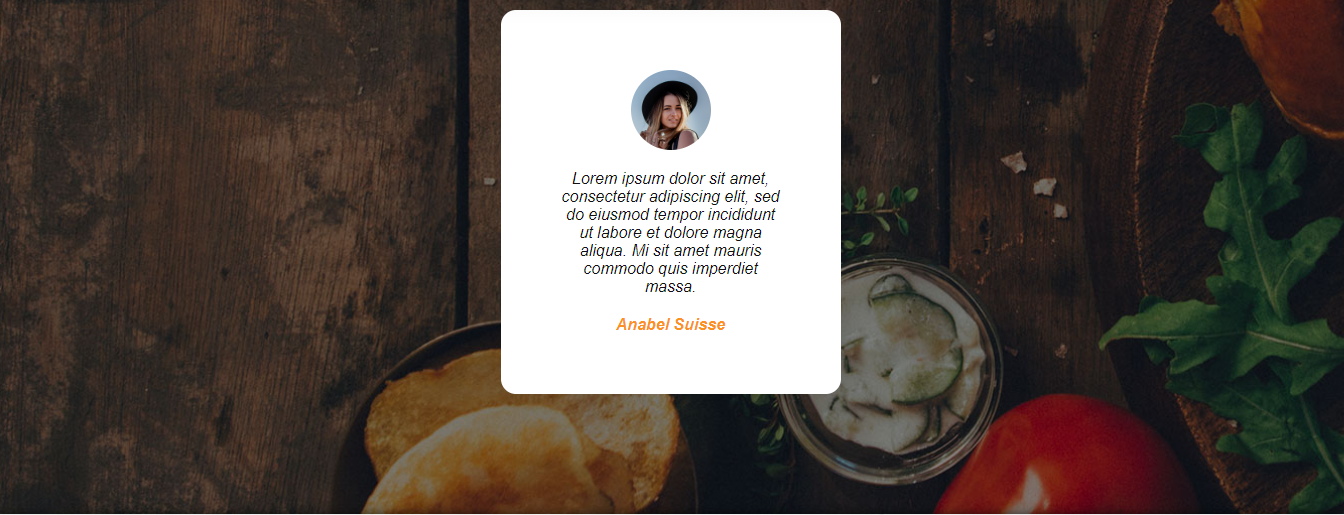 Lorem ipsum dolor sit amet,
consectetur adipiscing elit, sed
do eiusmod tempor incididunt
ut labore et dolore magna
aliqua. Mi sit amet mauris
commodo quis imperdiet
massa.
Anabel Suisse